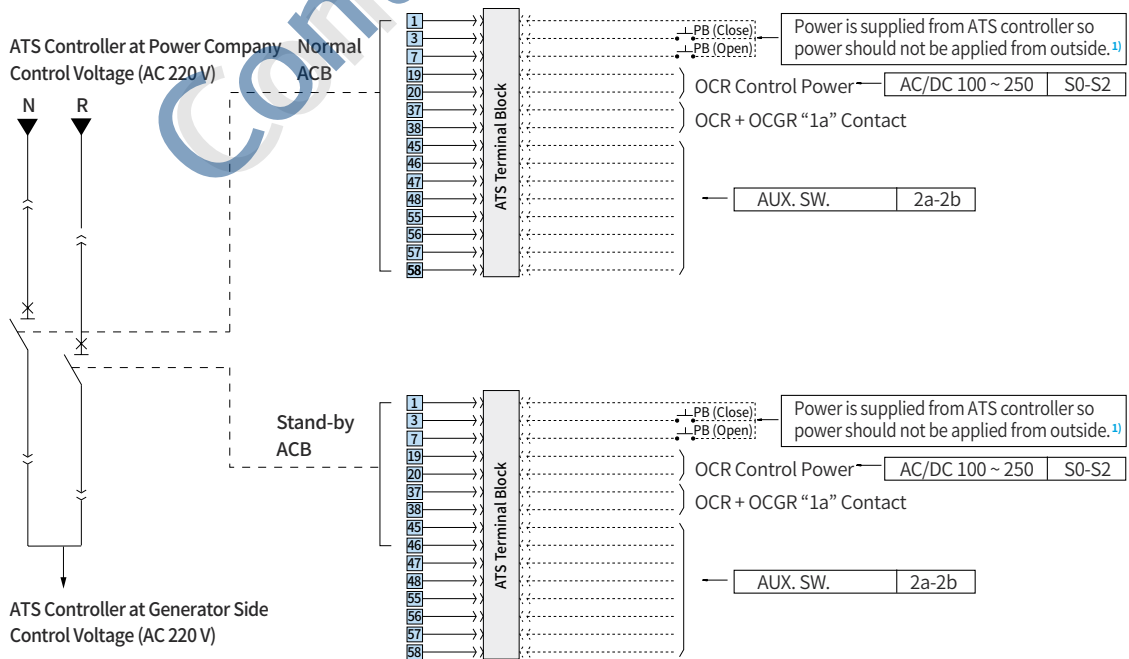 ATS Controller at Power Company
Control Voltage (AC 220 V)
N
R
Normal
ACB
1
3
7
19
20
37
38
45
46
47
48
55
56
57
58
ATS Terminal Block
PB (Close)
PB (Open)
Power is supplied from ATS controller so
power should not be applied from outside. 1)
OCR Control Power
AC/DC 100 ~ 250
S0-S2
OCR + OCGR “1a” Contact
AUX. SW.
2a-2b
Stand-by
ACB
1
3
7
19
20
37
38
45
46
47
48
55
56
57
58
ATS Terminal Block
PB (Close)
PB (Open)
Power is supplied from ATS controller so
power should not be applied from outside. 1)
OCR Control Power
AC/DC 100 ~ 250
S0-S2
OCR + OCGR “1a” Contact
AUX. SW.
2a-2b
ATS Controller at Generator Side
Control Voltage (AC 220 V)